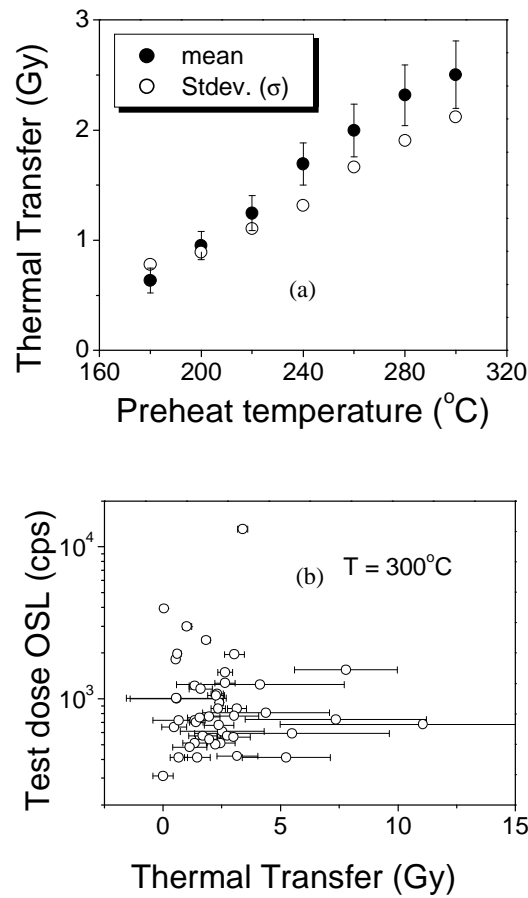 3
mean
Stdev. (σ)
2
1
0
(a)
160 200 240 280 320
Thermal Transfer (Gy)
Preheat temperature (°C)
10⁴
(b) T = 300°C
10³
0 5 10 15
Test dose OSL (cps)
Thermal Transfer (Gy)